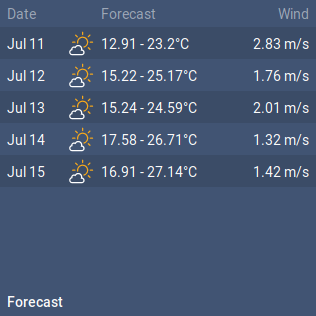 Date Forecast Wind
Jul 11 12.91 - 23.2°C 2.83 m/s
Jul 12 15.22 - 25.17°C 1.76 m/s
Jul 13 15.24 - 24.59°C 2.01 m/s
Jul 14 17.58 - 26.71°C 1.32 m/s
Jul 15 16.91 - 27.14°C 1.42 m/s
Forecast